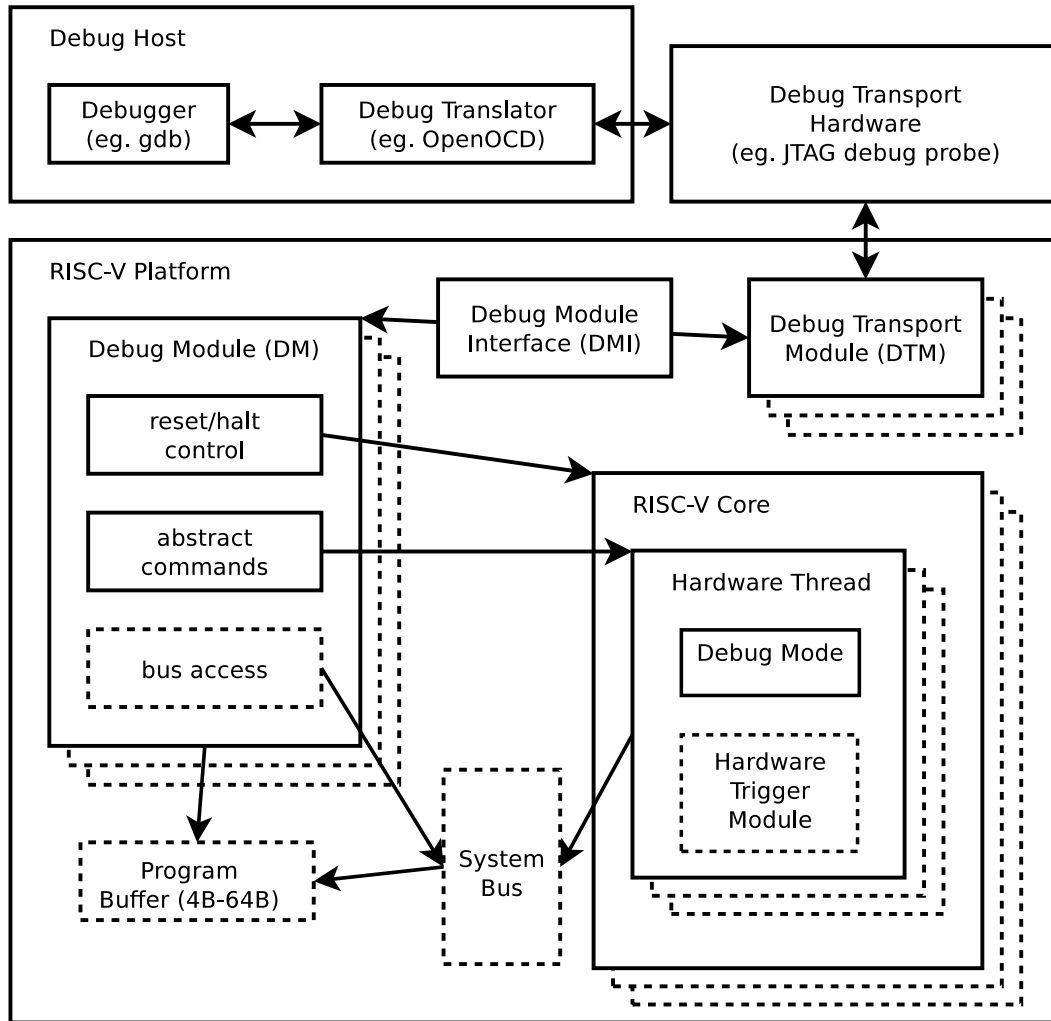 Debug Host
Debugger
(eg. gdb)
Debug Translator
(eg. OpenOCD)
Debug Transport
Hardware
(eg. JTAG debug probe)
RISC-V Platform
Debug Module (DM)
Debug Module
Interface (DMI)
Debug Transport
Module (DTM)
reset/halt
control
abstract
commands
bus access
RISC-V Core
Hardware Thread
Debug Mode
Hardware
Trigger
Module
System
Bus
Program
Buffer (4B-64B)